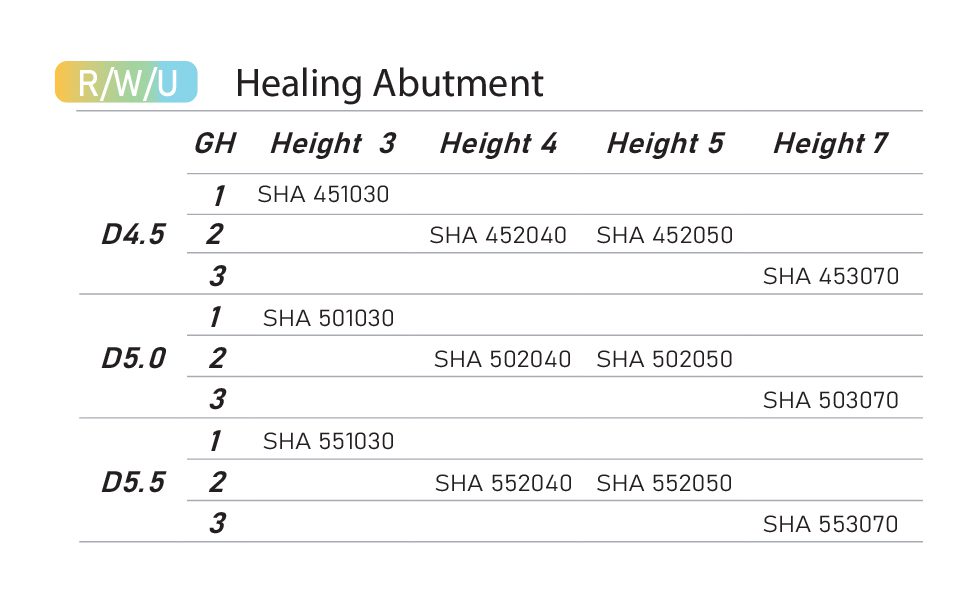 R/W/U Healing Abutment
GH Height 3 Height 4 Height 5 Height 7
1 SHA 451030
D4.5 2 SHA 452040 SHA 452050
3 SHA 453070
1 SHA 501030
D5.0 2 SHA 502040 SHA 502050
3 SHA 503070
1 SHA 551030
D5.5 2 SHA 552040 SHA 552050
3 SHA 553070